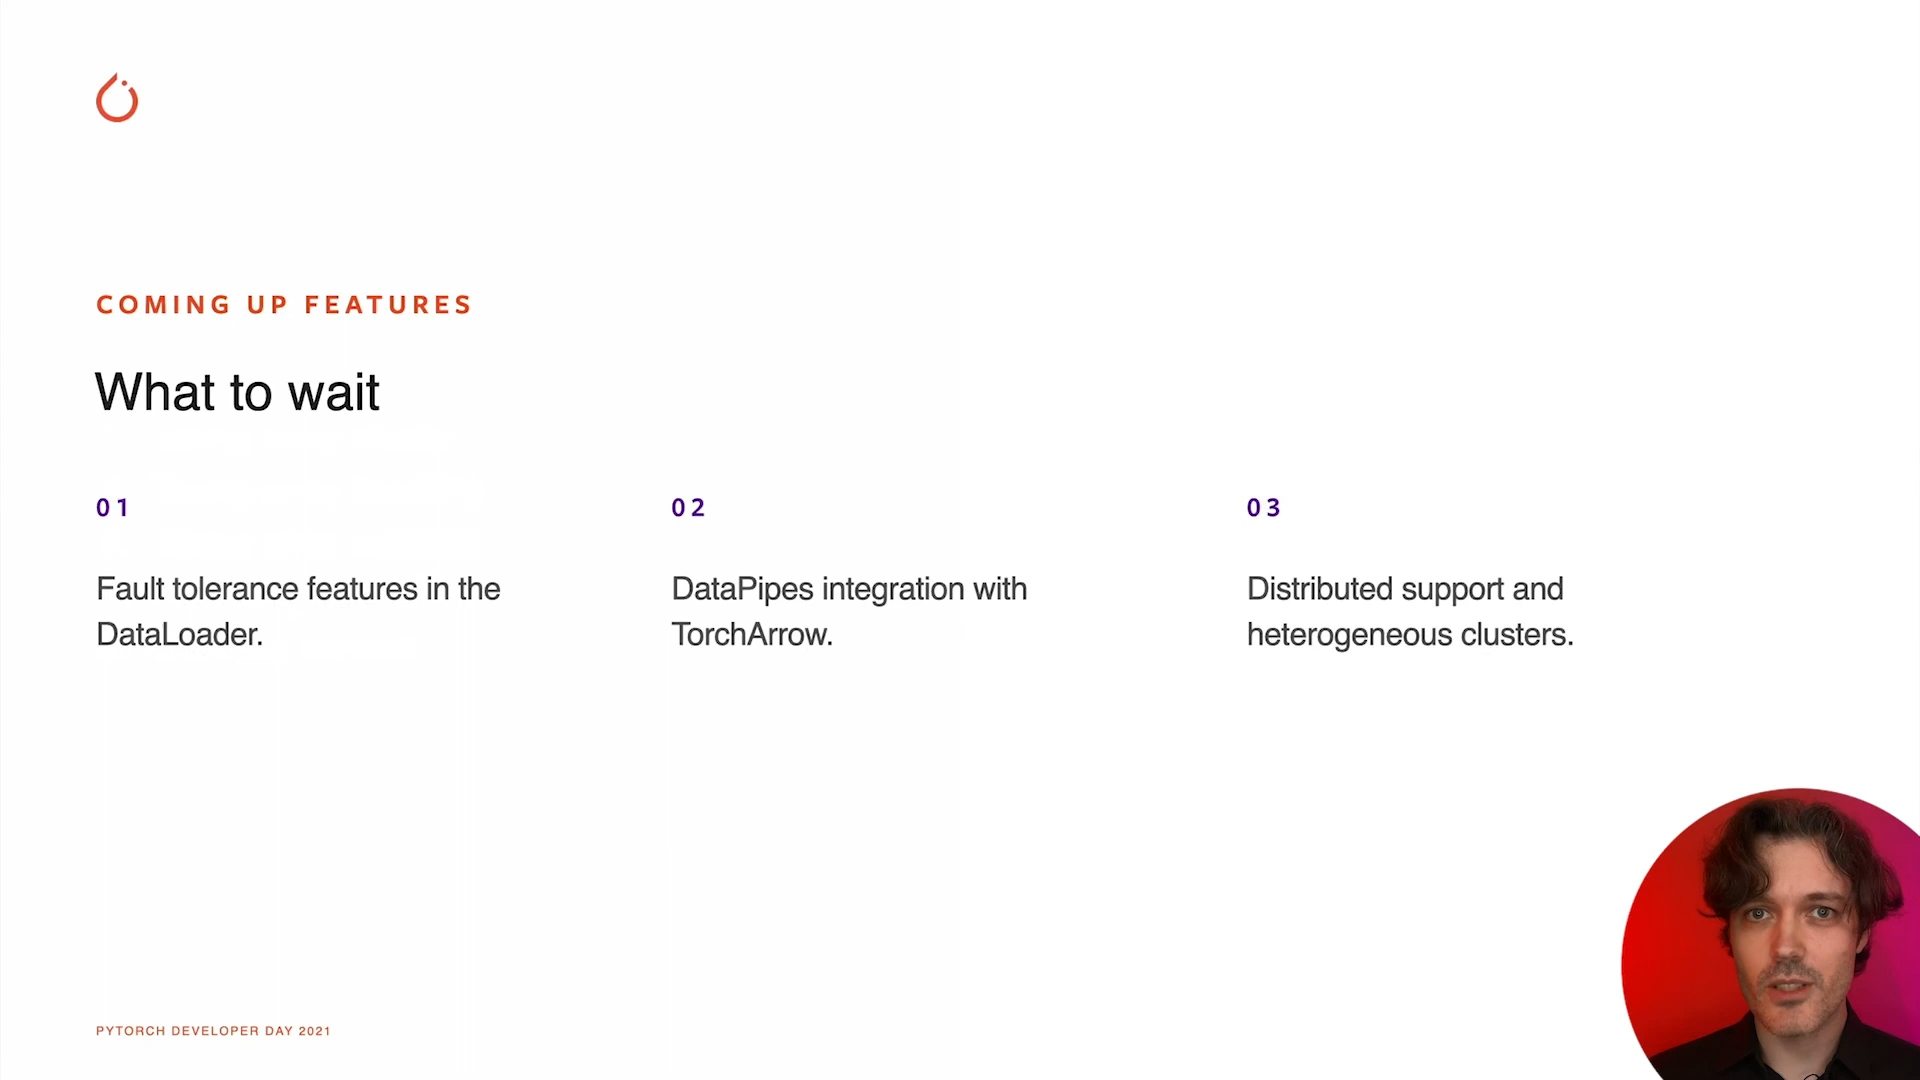 COMING UP FEATURES
What to wait
01
Fault tolerance features in the
DataLoader.
02
DataPipes integration with
TorchArrow.
03
Distributed support and
heterogeneous clusters.
PYTORCH DEVELOPER DAY 2021